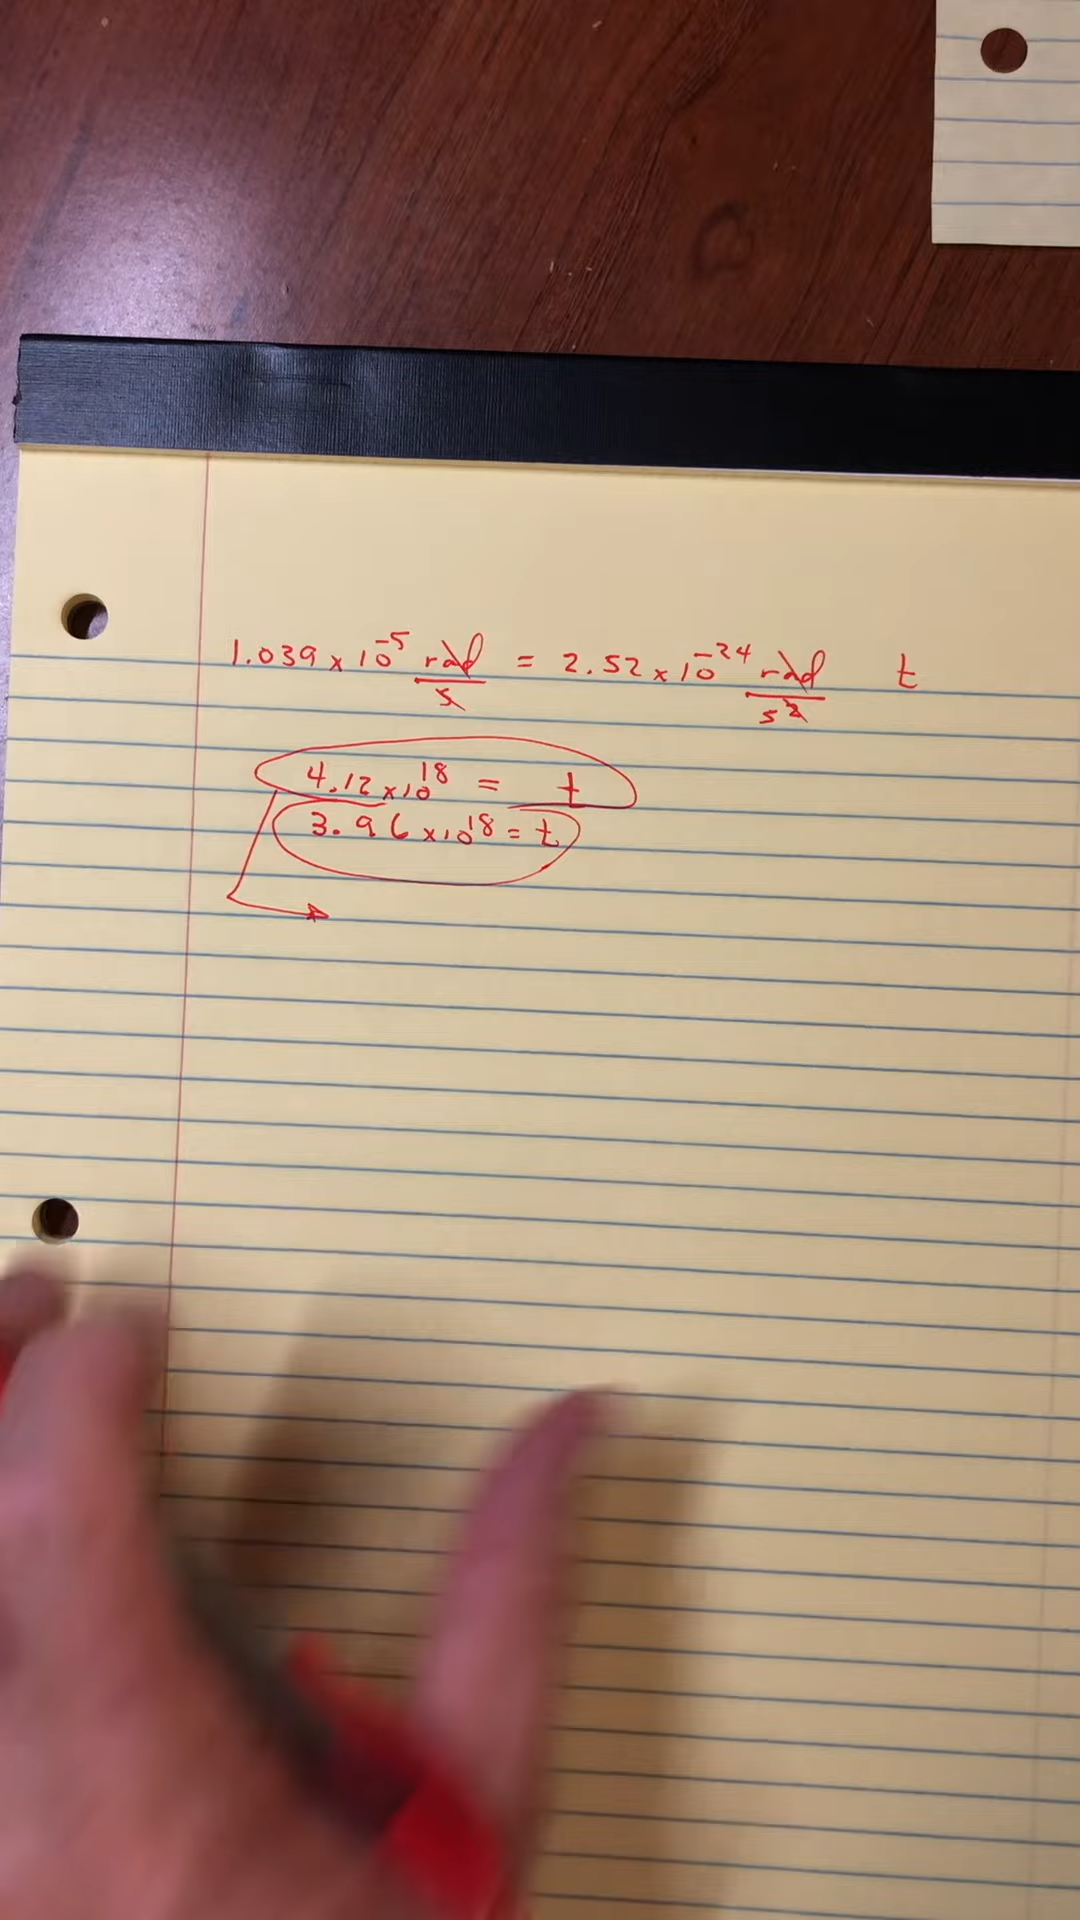 1.039 x 10^-5 rad/s = 2.52 x 10^-24 rad/s^2 t
4.12 x 10^18 = t
3.96 x 10^18 = t